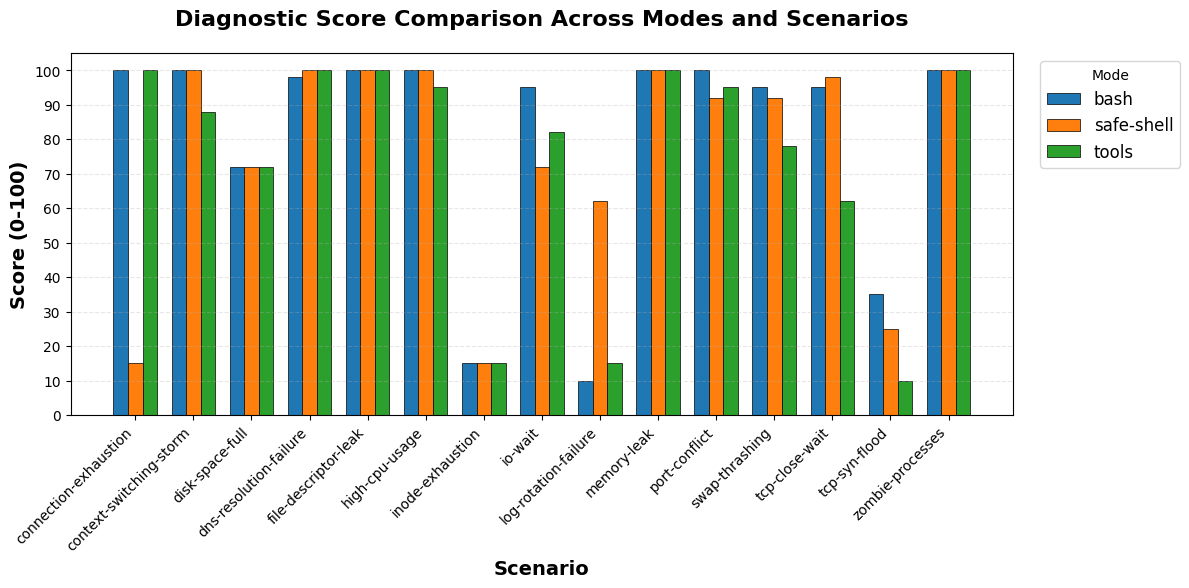 Diagnostic Score Comparison Across Modes and Scenarios
Score (0-100)
100
90
80
70
60
50
40
30
20
10
0
connection-exhaustion
context-switching-storm
disk-space-full
dns-resolution-failure
file-descriptor-leak
high-cpu-usage
inode-exhaustion
io-wait
log-rotation-failure
memory-leak
port-conflict
swap-thrashing
tcp-close-wait
tcp-syn-flood
zombie-processes
Scenario
Mode
bash
safe-shell
tools